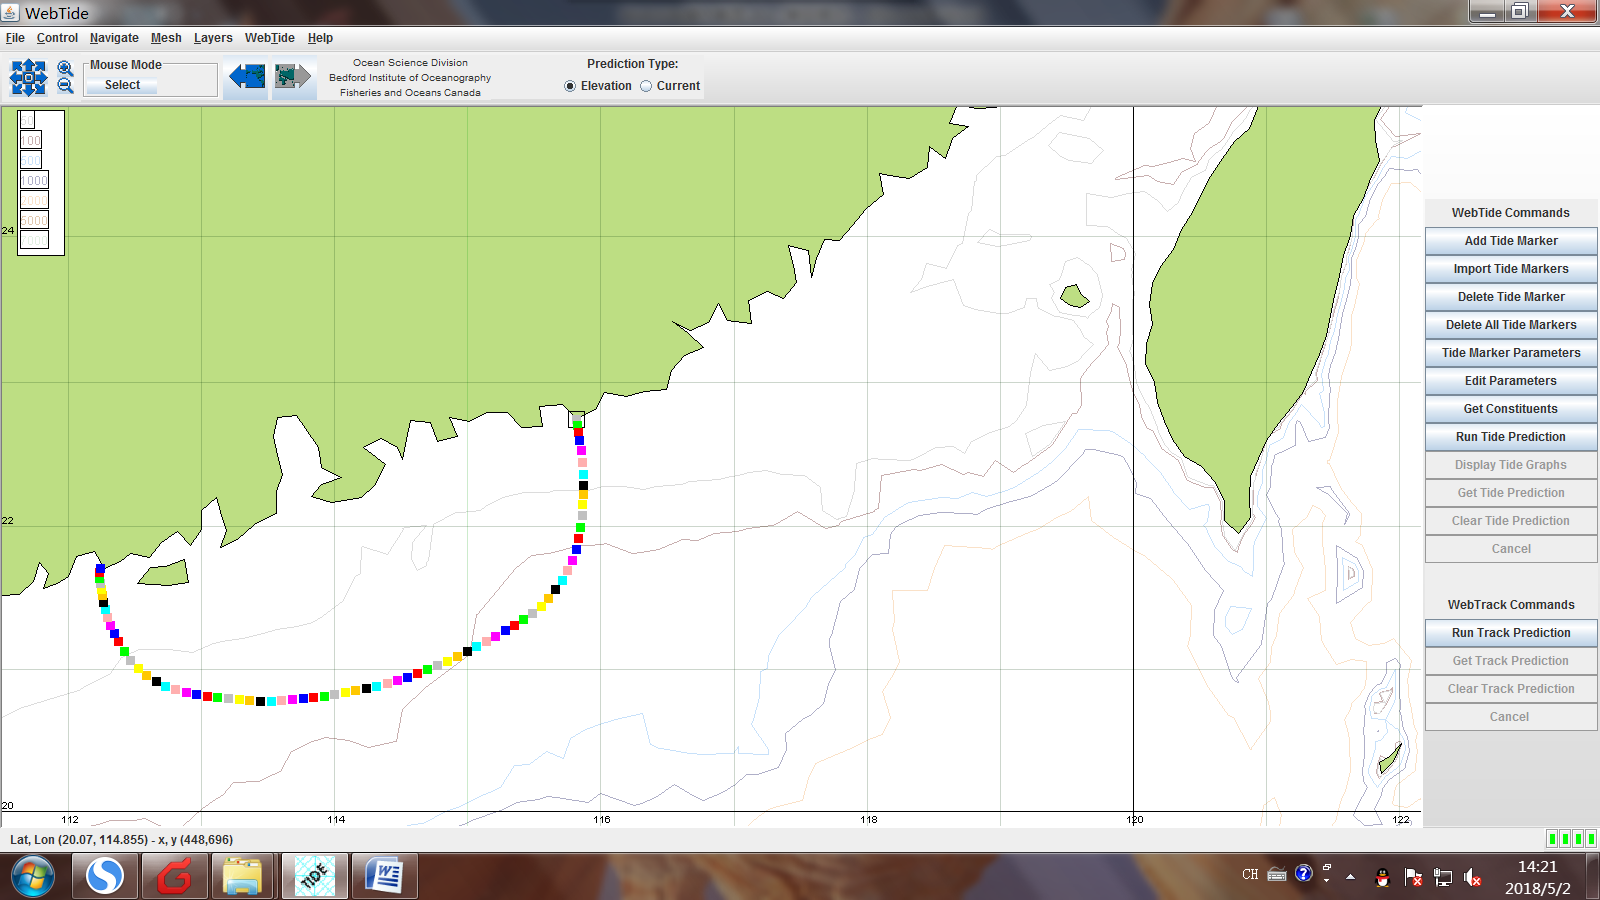 WebTide
File Control Navigate Mesh Layers WebTide Help
Mouse Mode
Select
Ocean Science Division
Bedford Institute of Oceanography
Fisheries and Oceans Canada
Prediction Type:
Elevation Current
50
100
500
1000
2000
5000
24
22
20
112 114 116 118 120 122
WebTide Commands
Add Tide Marker
Import Tide Markers
Delete Tide Marker
Delete All Tide Markers
Tide Marker Parameters
Edit Parameters
Get Constituents
Run Tide Prediction
Display Tide Graphs
Get Tide Prediction
Clear Tide Prediction
Cancel
WebTrack Commands
Run Track Prediction
Get Track Prediction
Clear Track Prediction
Cancel
Lat, Lon (20.07, 114.855) - x, y (448,696)
TIDE
CH
14:21
2018/5/2